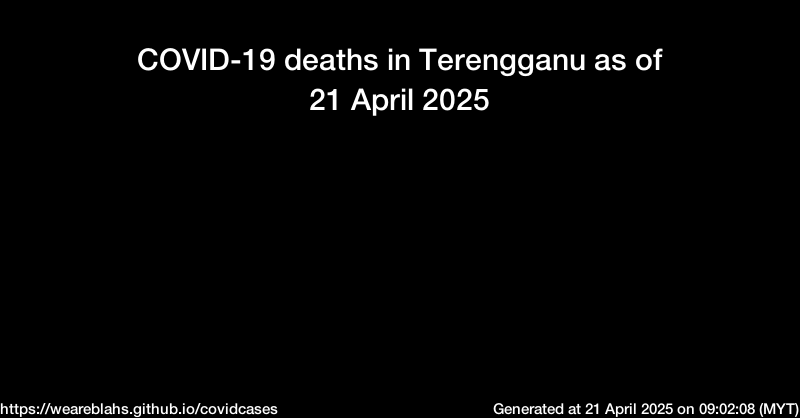 COVID-19 deaths in Terengganu as of
21 April 2025
https://weareblahs.github.io/covidcases
Generated at 21 April 2025 on 09:02:08 (MYT)